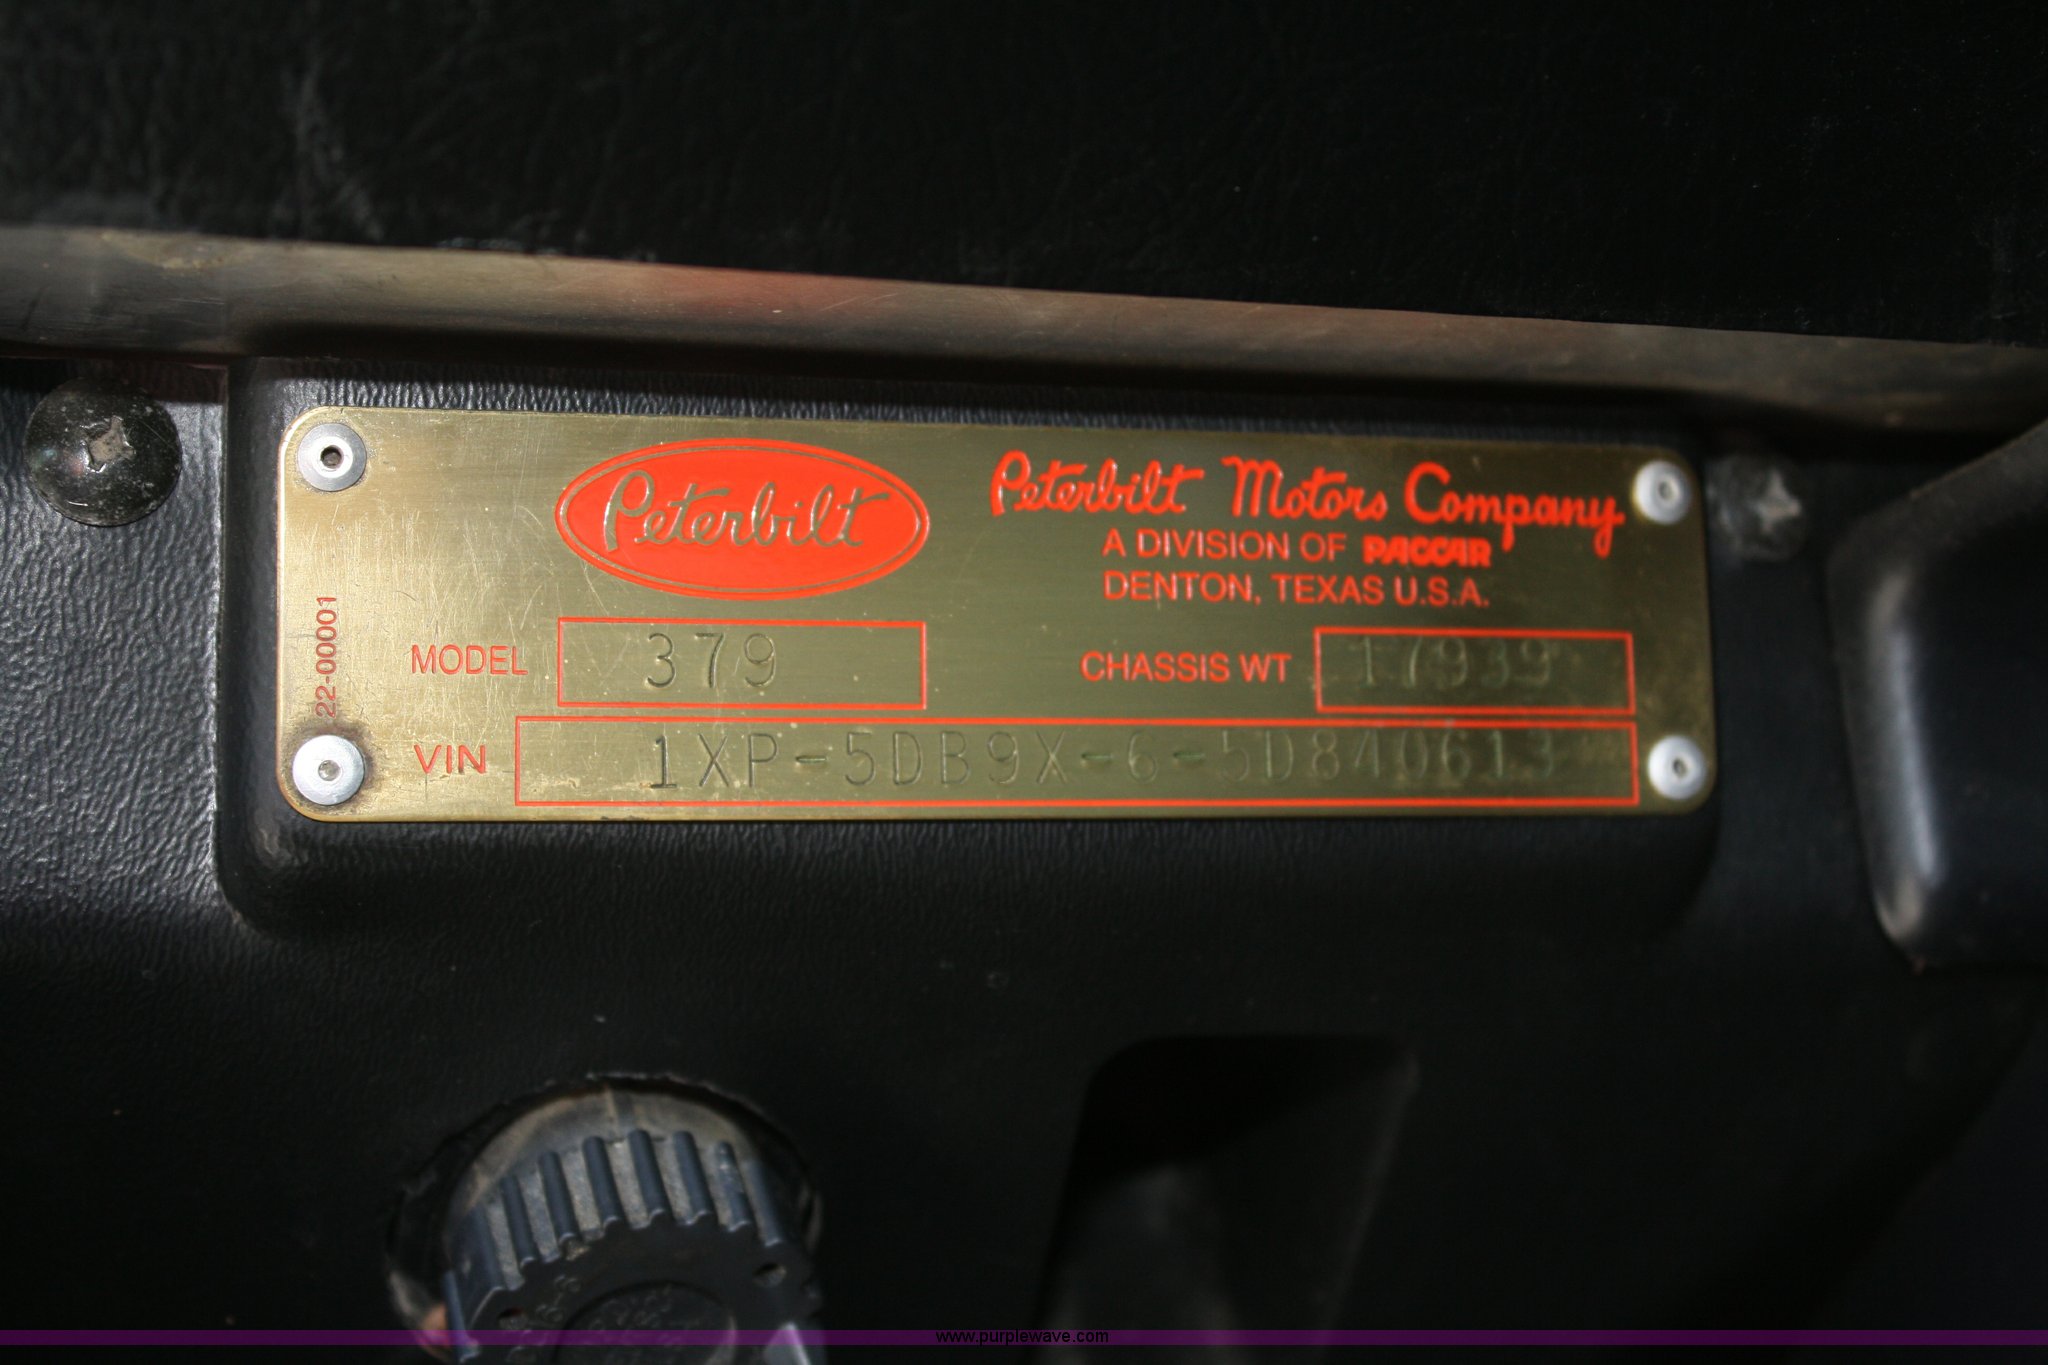 Peterbilt
Peterbilt Motors Company
A DIVISION OF PACCAR
DENTON, TEXAS U.S.A.
22-00001
MODEL 379
CHASSIS WT 17939
VIN 1XP-5DB9X-6-5D840613
www.purplewave.com